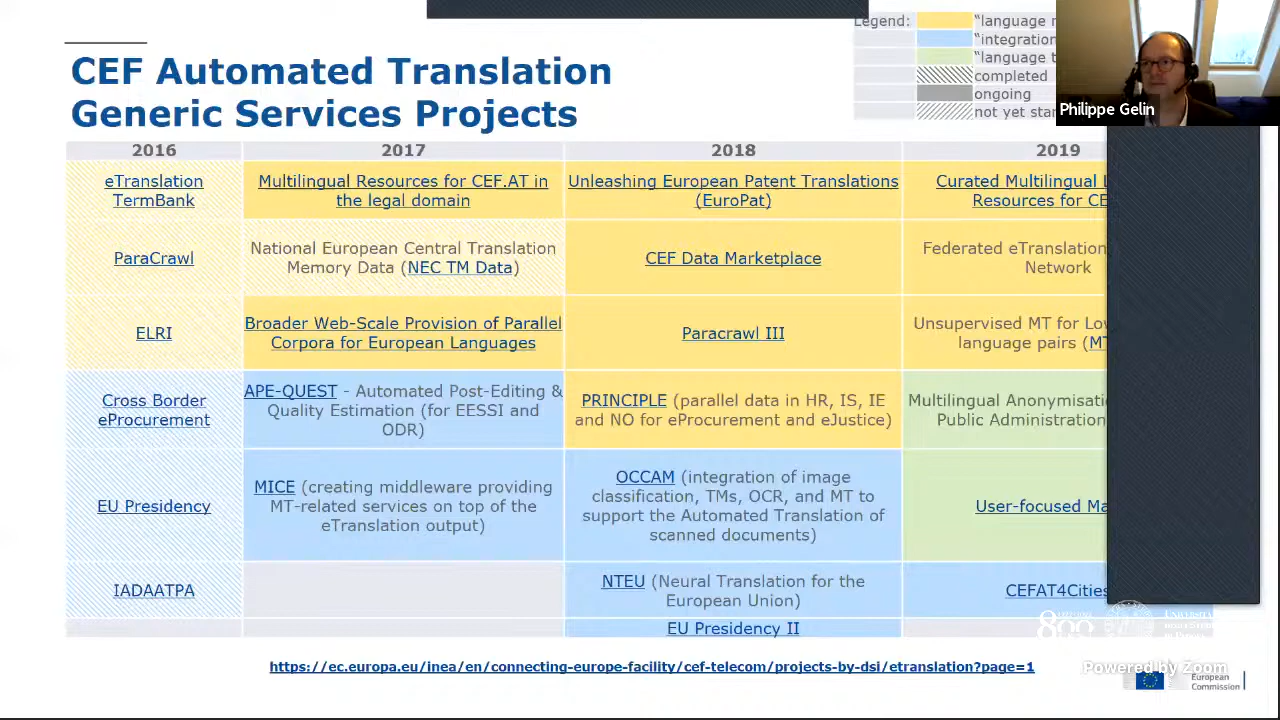 CEF Automated Translation
Generic Services Projects
Legend:
"language
"integration
"language
completed
ongoing
not yet
Philippe Gelin
2016
2017
2018
2019
eTranslation
TermBank
Multilingual Resources for CEF.AT in
the legal domain
Unleashing European Patent Translations
(EuroPat)
Curated Multilingual
Resources for
ParaCrawl
National European Central Translation
Memory Data (NEC TM Data)
CEF Data Marketplace
Federated eTranslation
Network
ELRI
Broader Web-Scale Provision of Parallel
Corpora for European Languages
Paracrawl III
Unsupervised MT for
language pairs
Cross Border
eProcurement
APE-QUEST - Automated Post-Editing &
Quality Estimation (for EESSI and
ODR)
PRINCIPLE (parallel data in HR, IS, IE
and NO for eProcurement and eJustice)
Multilingual
Public Administration
EU Presidency
MICE (creating middleware providing
MT-related services on top of the
eTranslation output)
OCCAM (integration of image
classification, TMs, OCR, and MT to
support the Automated Translation of
scanned documents)
User-focused
IADAATPA
NTEU (Neural Translation for the
European Union)
CEFAT4Cities
EU Presidency II
https://ec.europa.eu/inea/en/connecting-europe-facility/cef-telecom/projects-by-dsi/etranslation?page=1
Powered by Zoom
European
Commission